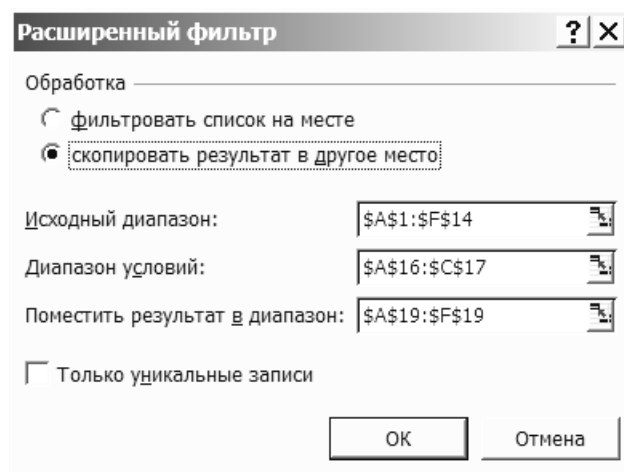 Расширенный фильтр
Обработка
фильтровать список на месте
скопировать результат в другое место
Исходный диапазон: $A$1:$F$14
Диапазон условий: $A$16:$C$17
Поместить результат в диапазон: $A$19:$F$19
Только уникальные записи
ОК Отмена